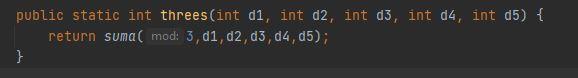 public static int threes(int d1, int d2, int d3, int d4, int d5) {
return suma( mod: 3,d1,d2,d3,d4,d5);
}